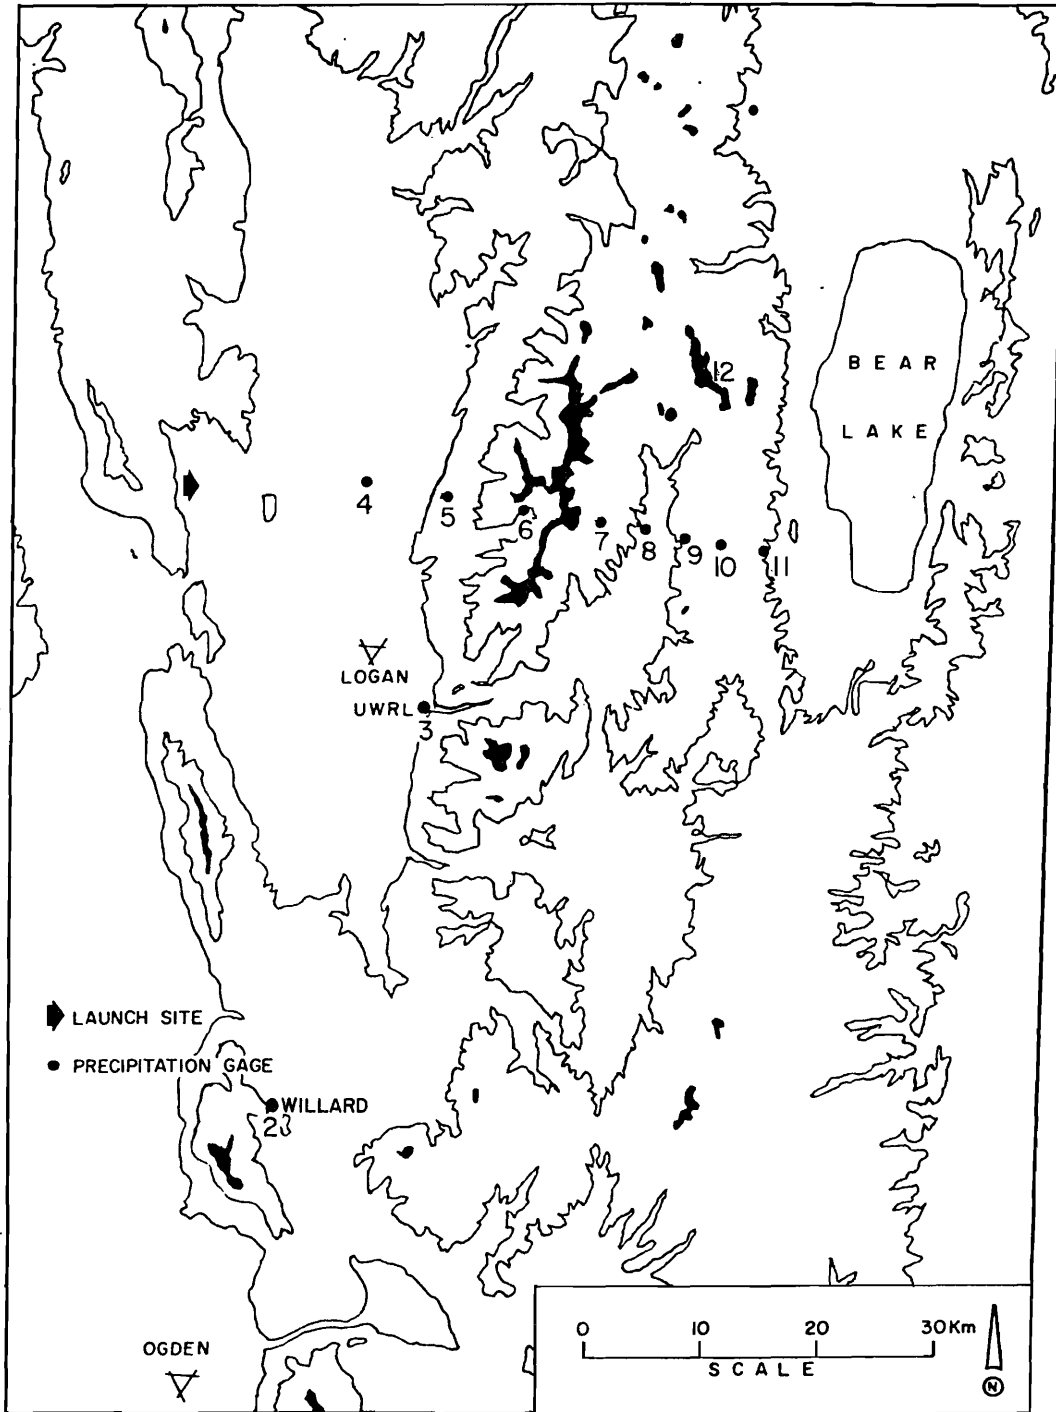 BEAR
12
LAKE
4
5
6
7
8
9
10
11
LOGAN
UWRL
3
LAUNCH SITE
PRECIPITATION GAGE
WILLARD
2
0 10 20 30Km
SCALE
OGDEN
N